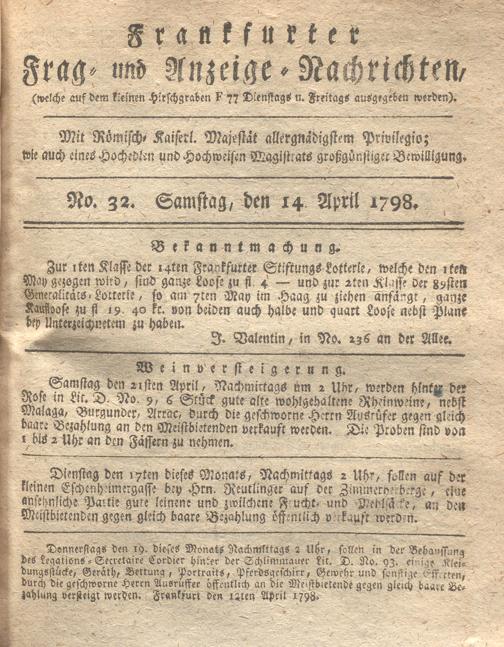 Frankfurter
Frag- und Anzeige-Nachrichten,
(welche auf dem kleinen Hirschgraben F 77 Dienstags u. Freitags ausgegeben werden).
Mit Römisch-Kaiserl. Majestät allergnädigstem Privilegio;
wie auch eines Hochedlen und Hochweisen Magistrats großgünstiger Bewilligung.
No. 32. Samstag, den 14 April 1798.
Bekanntmachung.
Zur 1ten Klasse der 14ten Frankfurter Stiftungs-Lotterie, welche den 1ten
May gezogen wird, sind ganze Loose zu fl. 4 — und zur 2ten Klasse der 89sten
Generalitäts-Lotterie, so am 7ten May im Haag zu ziehen anfängt, ganze
Kaufloose zu fl 19. 40 kr. von beiden auch halbe und quart Loose nebst Plane
bey Unterzeichnetem zu haben.
J. Valentin, in No. 236 an der Allee.
Weinversteigerung.
Samstag den 21sten April, Nachmittags um 2 Uhr, werden hinter der
Rose in Lit. D. No. 9, 6 Stück gute alte wohlgehaltene Rheinweine, nebst
Malaga, Burgunder, Arrac, durch die geschworne Herrn Ausrüfer gegen gleich
baare Bezahlung an den Meistbietenden verkauft werden. Die Proben sind von
1 bis 2 Uhr an den Fässern zu nehmen.
Dienstag den 17ten dieses Monats, Nachmittags 2 Uhr, sollen auf der
kleinen Eschenheimergasse bey Hrn. Reutlinger auf der Zimmerherberge, eine
ansehnliche Partie gute leinene und zwilchene Frucht- und Mehlsäcke, an den
Meistbietenden gegen gleich baare Bezahlung öffentlich verkauft werden.
Donnerstags den 19. dieses Monats Nachmittags 2 Uhr, sollen in der Behaussung
des Legations-Secretaire Cordier hinter der Schlimmauer Lit. D. No. 93. einige Klei-
dungsstücke, Geräth, Bettung, Portraits, Pferdsgeschirr, Gewehr und sonstige Effecten,
durch die geschworne Herrn Ausruffer öffentlich an die Meistbietende gegen gleich baare Be-
zahlung versteigt werden. Frankfurt den 12ten April 1798.